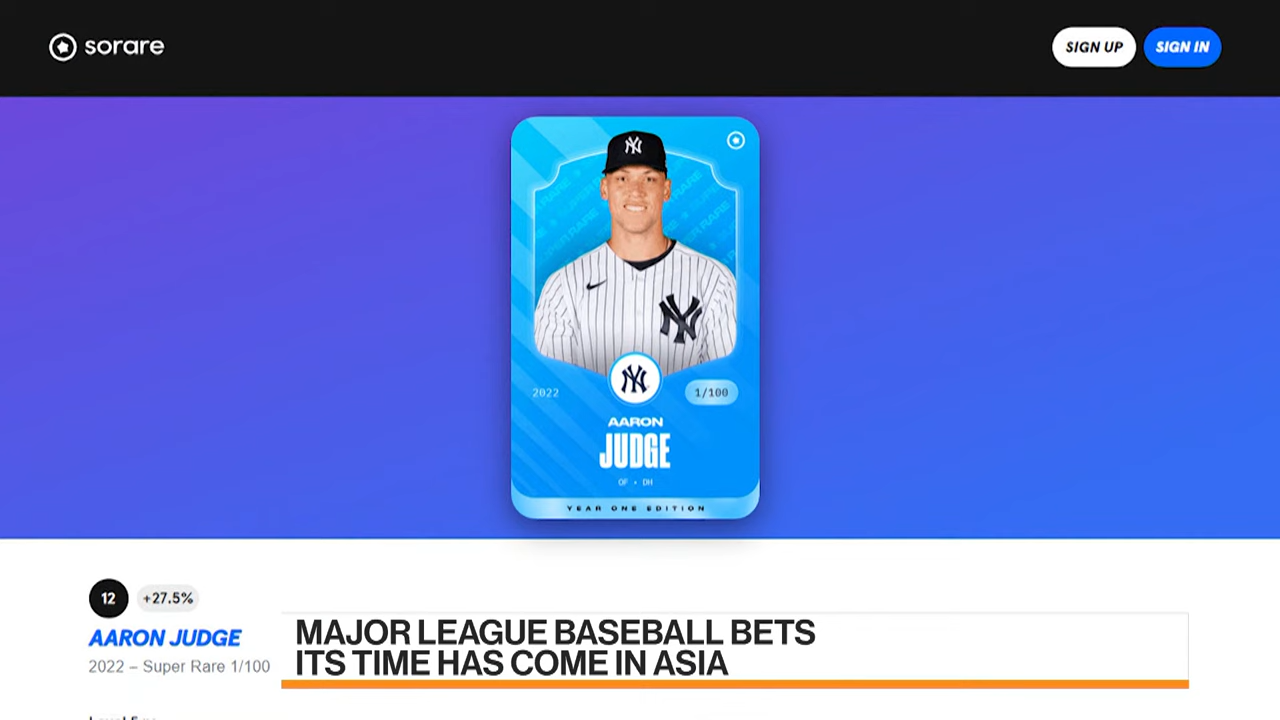 sorare
SIGN UP
SIGN IN
2022
1/100
AARON
JUDGE
OF • DH
YEAR ONE EDITION
12
+27.5%
AARON JUDGE
2022 – Super Rare 1/100
MAJOR LEAGUE BASEBALL BETS
ITS TIME HAS COME IN ASIA